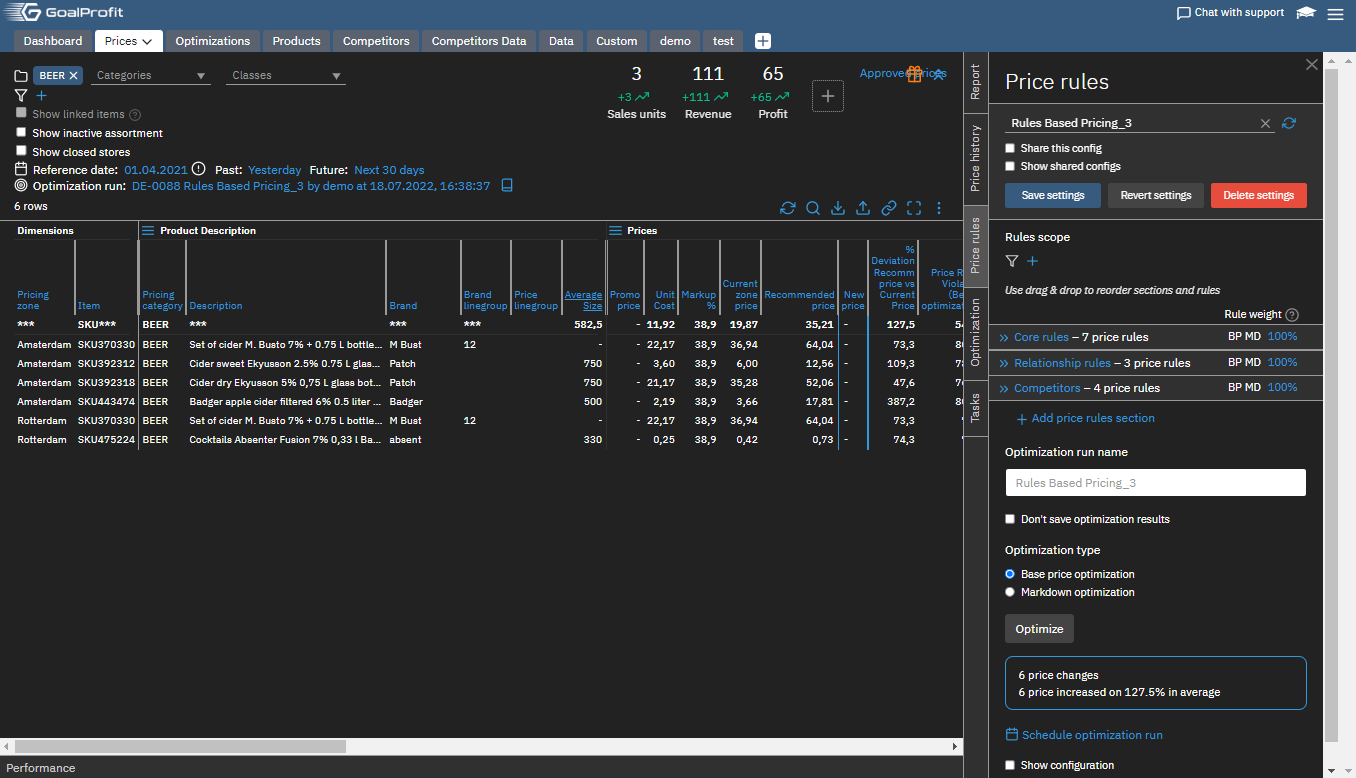 GoalProfit
Chat with support
Dashboard Prices Optimizations Products Competitors Competitors Data Data Custom demo test
BEER Categories Classes
Show linked items
Show inactive assortment
Show closed stores
Reference date: 01.04.2021 Past: Yesterday Future: Next 30 days
Optimization run: DE-0088 Rules Based Pricing_3 by demo at 18.07.2022, 16:38:37
6 rows
3 111 65
+3 +111 +65
Sales units Revenue Profit
Approved prices
Dimensions Product Description Prices
Pricing zone Item Pricing category Description Brand Brand linegroup Price linegroup Average Size Promo price Unit Cost Markup % Current zone price Recommended price New price % Deviation Recomm price vs Current Price Price R Viola (Be optimizat
*** SKU*** BEER *** *** *** 582,5 - 11,92 38,9 19,87 35,21 - 127,5
Amsterdam SKU370330 BEER Set of cider M. Busto 7% + 0.75 L bottle... M Bust 12 - - 22,17 38,9 36,94 64,04 - 73,3
Amsterdam SKU392312 BEER Cider sweet Ekyusson 2.5% 0.75 l glas... Patch 750 - 3,60 38,9 6,00 12,56 - 109,3
Amsterdam SKU392318 BEER Cider dry Ekyusson 5% 0,75 L glass bot... Patch 750 - 21,17 38,9 35,28 52,06 - 47,6
Amsterdam SKU443474 BEER Badger apple cider filtered 6% 0.5 liter ... Badger 500 - 2,19 38,9 3,66 17,81 - 387,2
Rotterdam SKU370330 BEER Set of cider M. Busto 7% + 0.75 L bottle... M Bust 12 - - 22,17 38,9 36,94 64,04 - 73,3
Rotterdam SKU475224 BEER Cocktails Absenter Fusion 7% 0,33 l Ba... absent 330 - 0,25 38,9 0,42 0,73 - 74,3
Performance
Report
Price history
Price rules
Optimization
Tasks
Price rules
Rules Based Pricing_3
Share this config
Show shared configs
Save settings Revert settings Delete settings
Rules scope
Use drag & drop to reorder sections and rules
Rule weight
Core rules – 7 price rules BP MD 100%
Relationship rules – 3 price rules BP MD 100%
Competitors – 4 price rules BP MD 100%
Add price rules section
Optimization run name
Rules Based Pricing_3
Don't save optimization results
Optimization type
Base price optimization
Markdown optimization
Optimize
6 price changes
6 price increased on 127.5% in average
Schedule optimization run
Show configuration